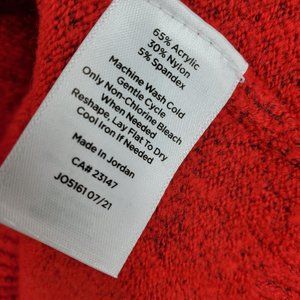 65% Acrylic
30% Nylon
5% Spandex
Machine Wash Cold
Gentle Cycle
Only Non-Chlorine Bleach
When Needed
Reshape, Lay Flat To Dry
Cool Iron If Needed
Made In Jordan
CA# 23147
JO5161 07/21